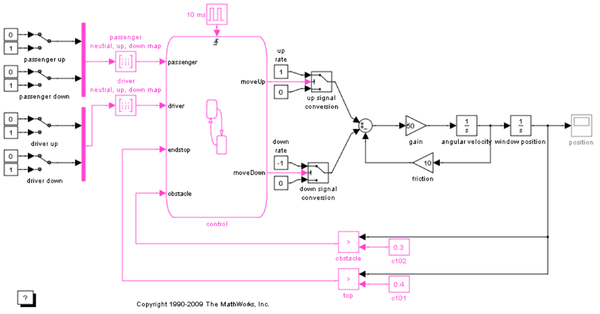 10 ms
passenger
neutral, up, down map
0
1
passenger up
0
1
passenger down
driver
neutral, up, down map
0
1
driver up
0
1
driver down
passenger
driver
endstop
obstacle
moveUp
moveDown
control
up
rate
1
0
up signal
conversion
down
rate
-1
0
down signal
conversion
50
gain
1
s
angular velocity
1
s
window position
position
10
friction
>
obstacle
0.3
c102
>
top
0.4
c101
?
Copyright 1990-2009 The MathWorks, Inc.